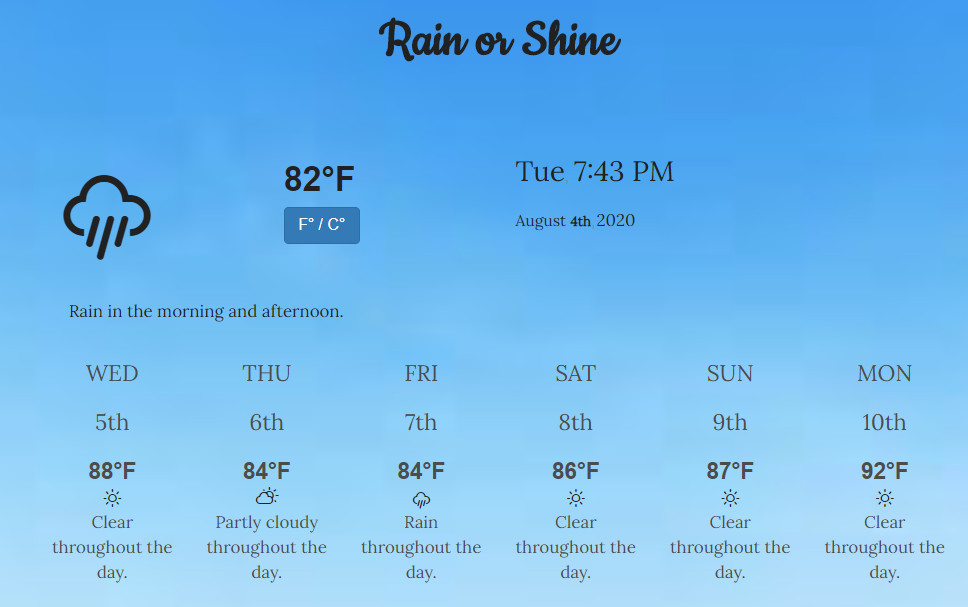 Rain or Shine
82°F
F° / C°
Tue 7:43 PM
August 4th 2020
Rain in the morning and afternoon.
WED THU FRI SAT SUN MON
5th 6th 7th 8th 9th 10th
88°F 84°F 84°F 86°F 87°F 92°F
Clear Partly cloudy Rain Clear Clear Clear
throughout the throughout the throughout the throughout the throughout the throughout the
day. day. day. day. day. day.